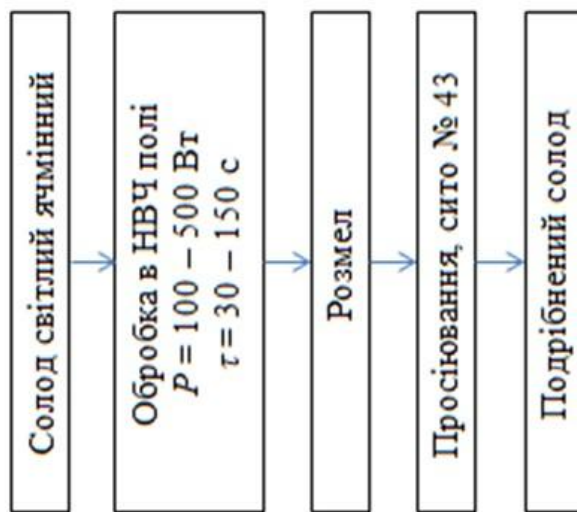 Солод світлий ячмінний
Обробка в НВЧ полі
P = 100 – 500 Вт
τ = 30 – 150 с
Розмел
Просіювання, сито № 43
Подрібнений солод